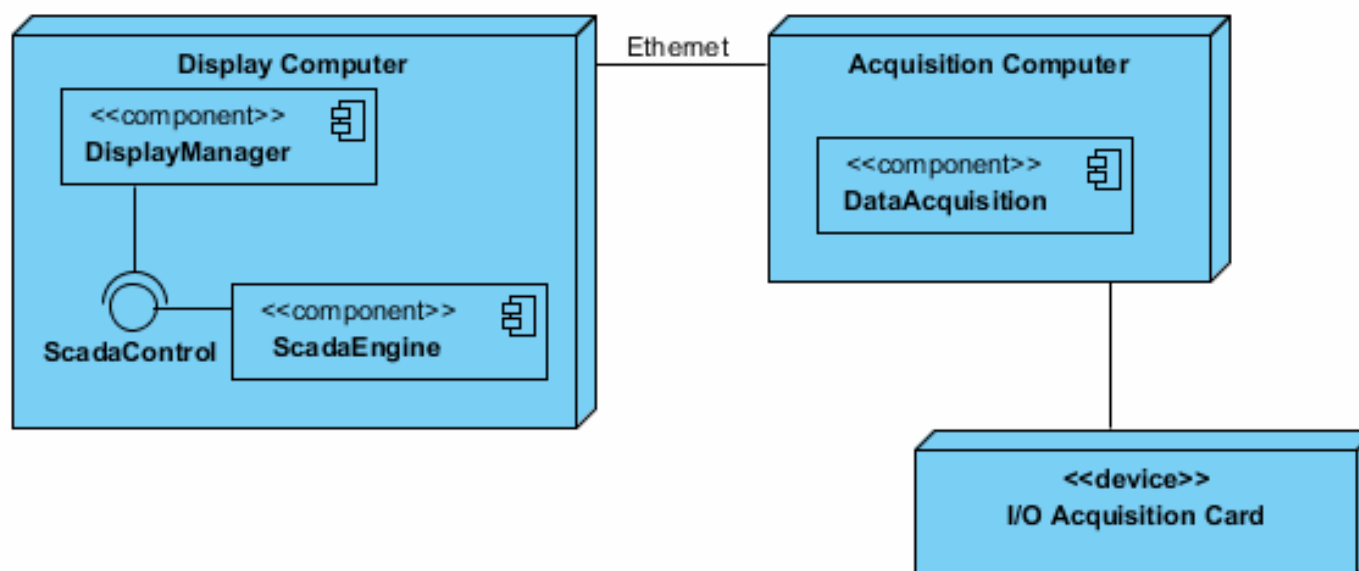 Display Computer
<<component>>
DisplayManager
ScadaControl
<<component>>
ScadaEngine
Ethernet
Acquisition Computer
<<component>>
DataAcquisition
<<device>>
I/O Acquisition Card